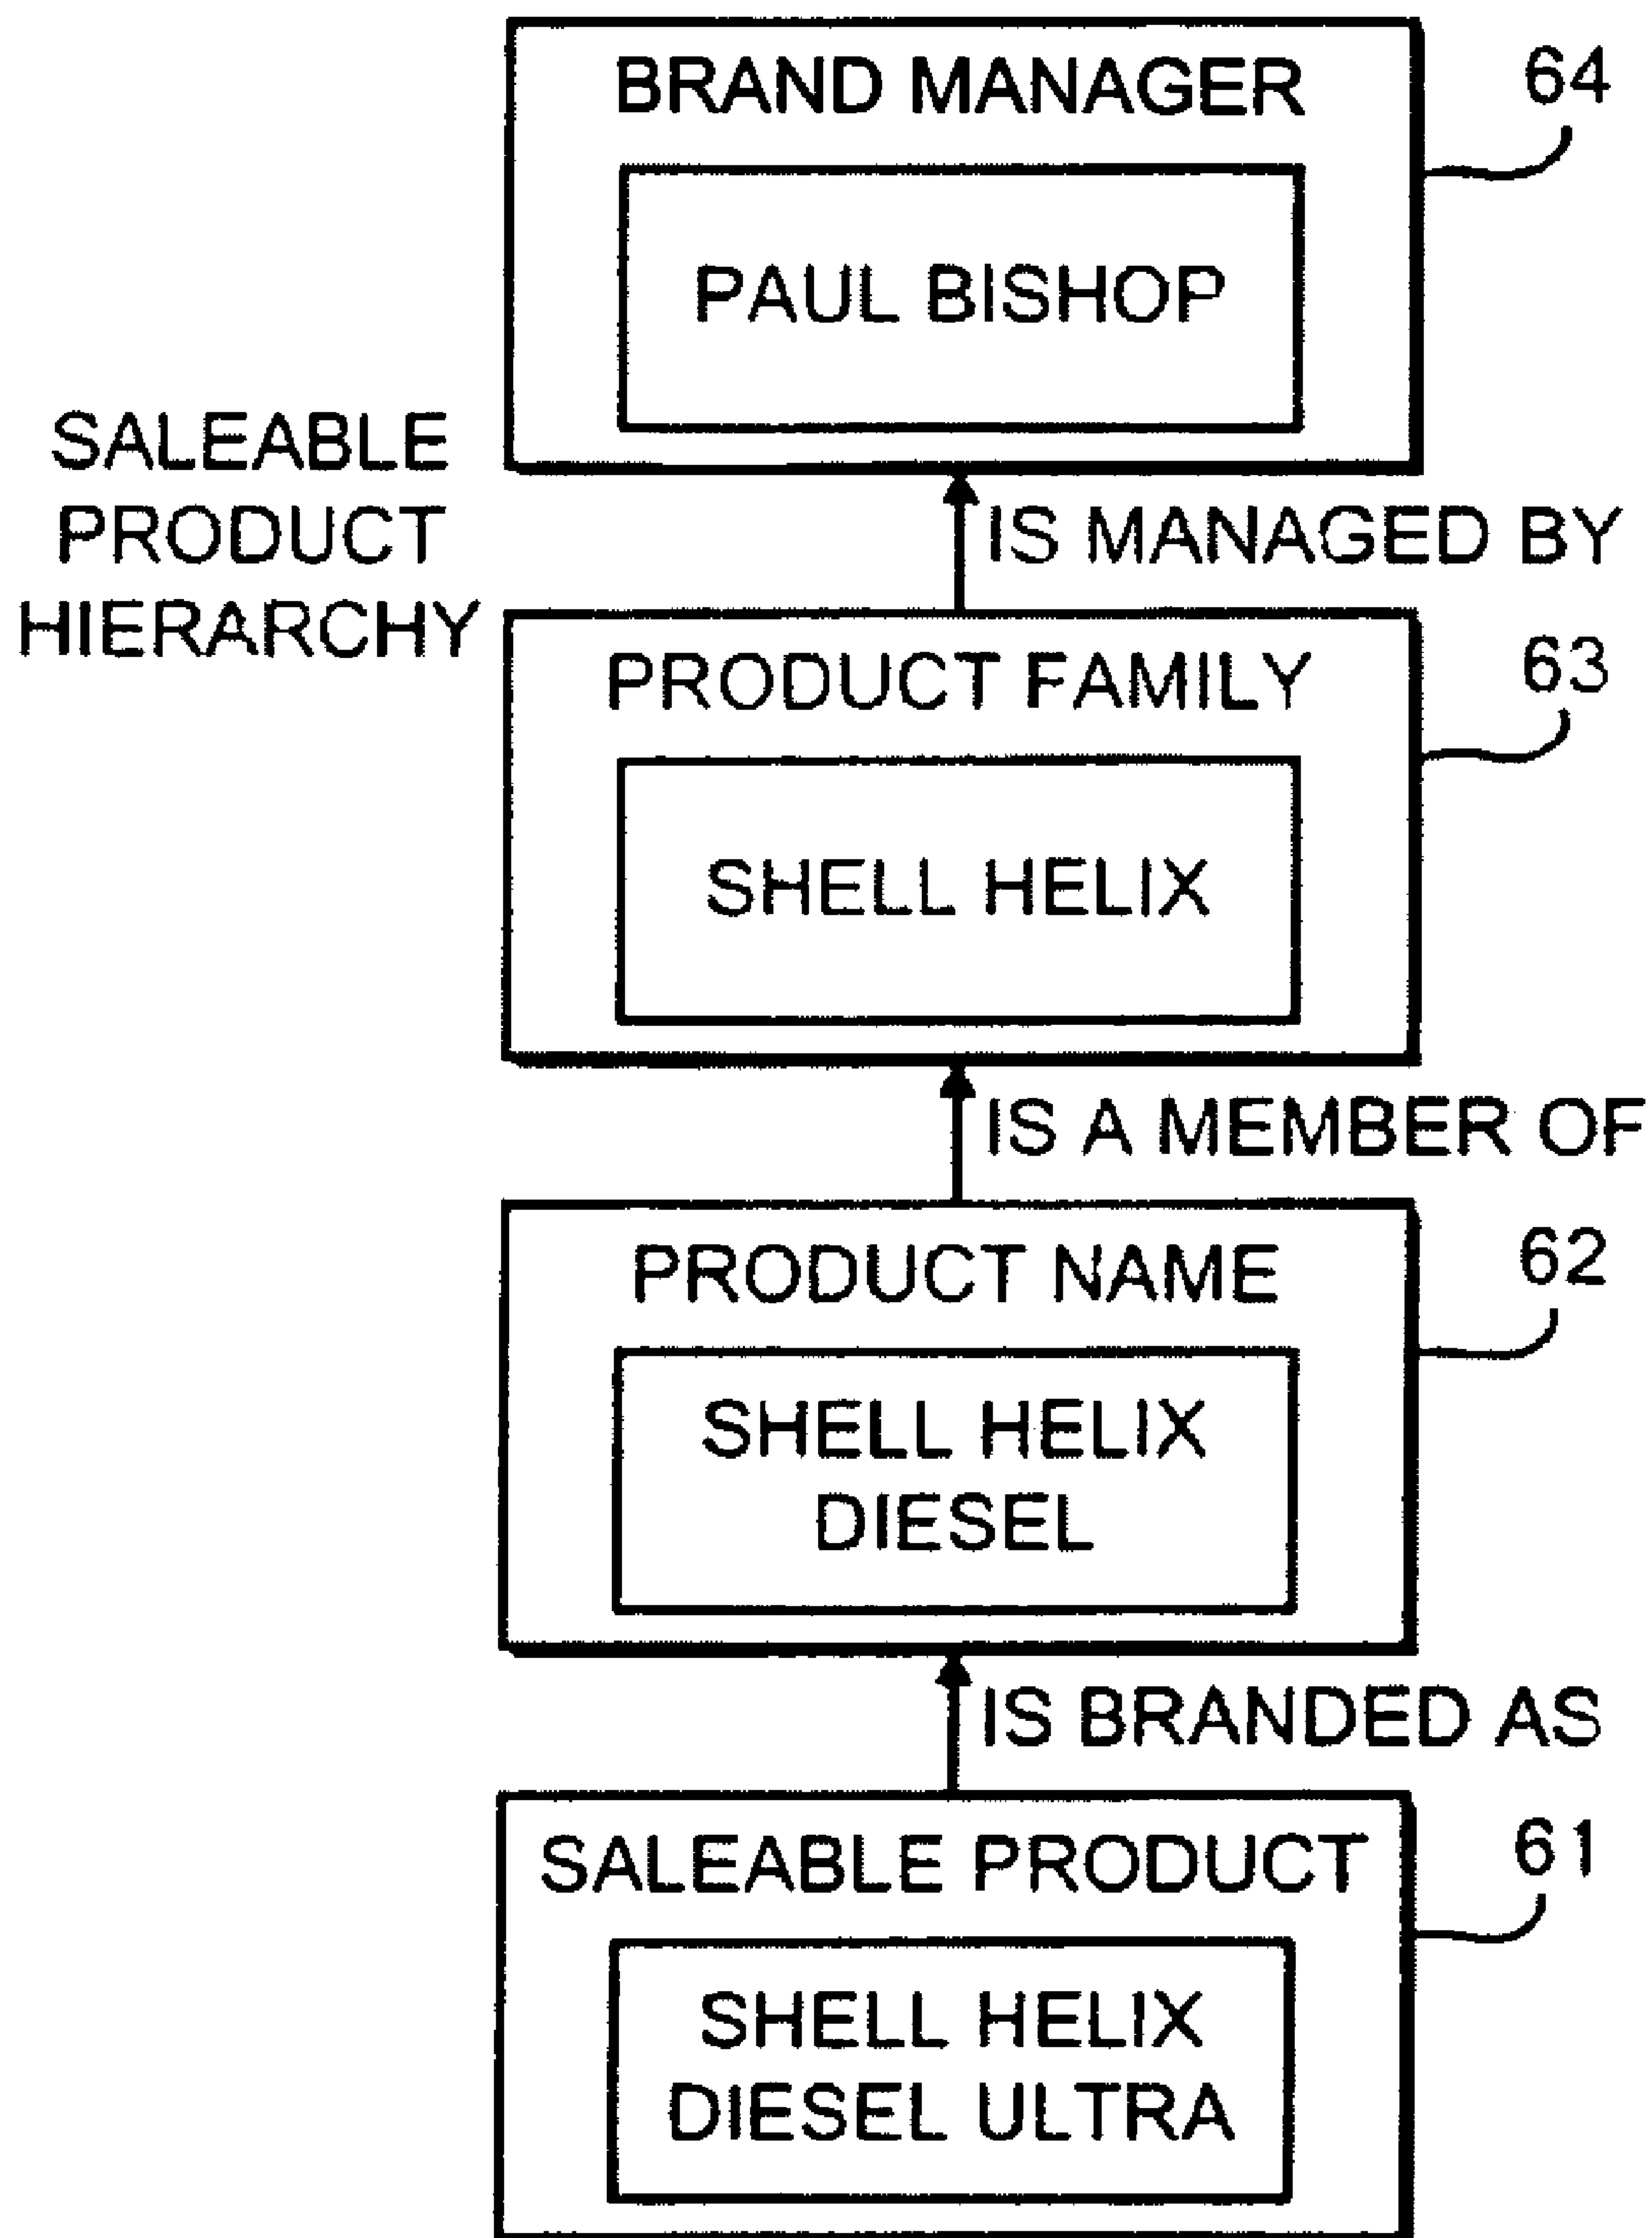 BRAND MANAGER
64
PAUL BISHOP
SALEABLE
PRODUCT
HIERARCHY
IS MANAGED BY
PRODUCT FAMILY
63
SHELL HELIX
IS A MEMBER OF
PRODUCT NAME
62
SHELL HELIX
DIESEL
IS BRANDED AS
SALEABLE PRODUCT
61
SHELL HELIX
DIESEL ULTRA